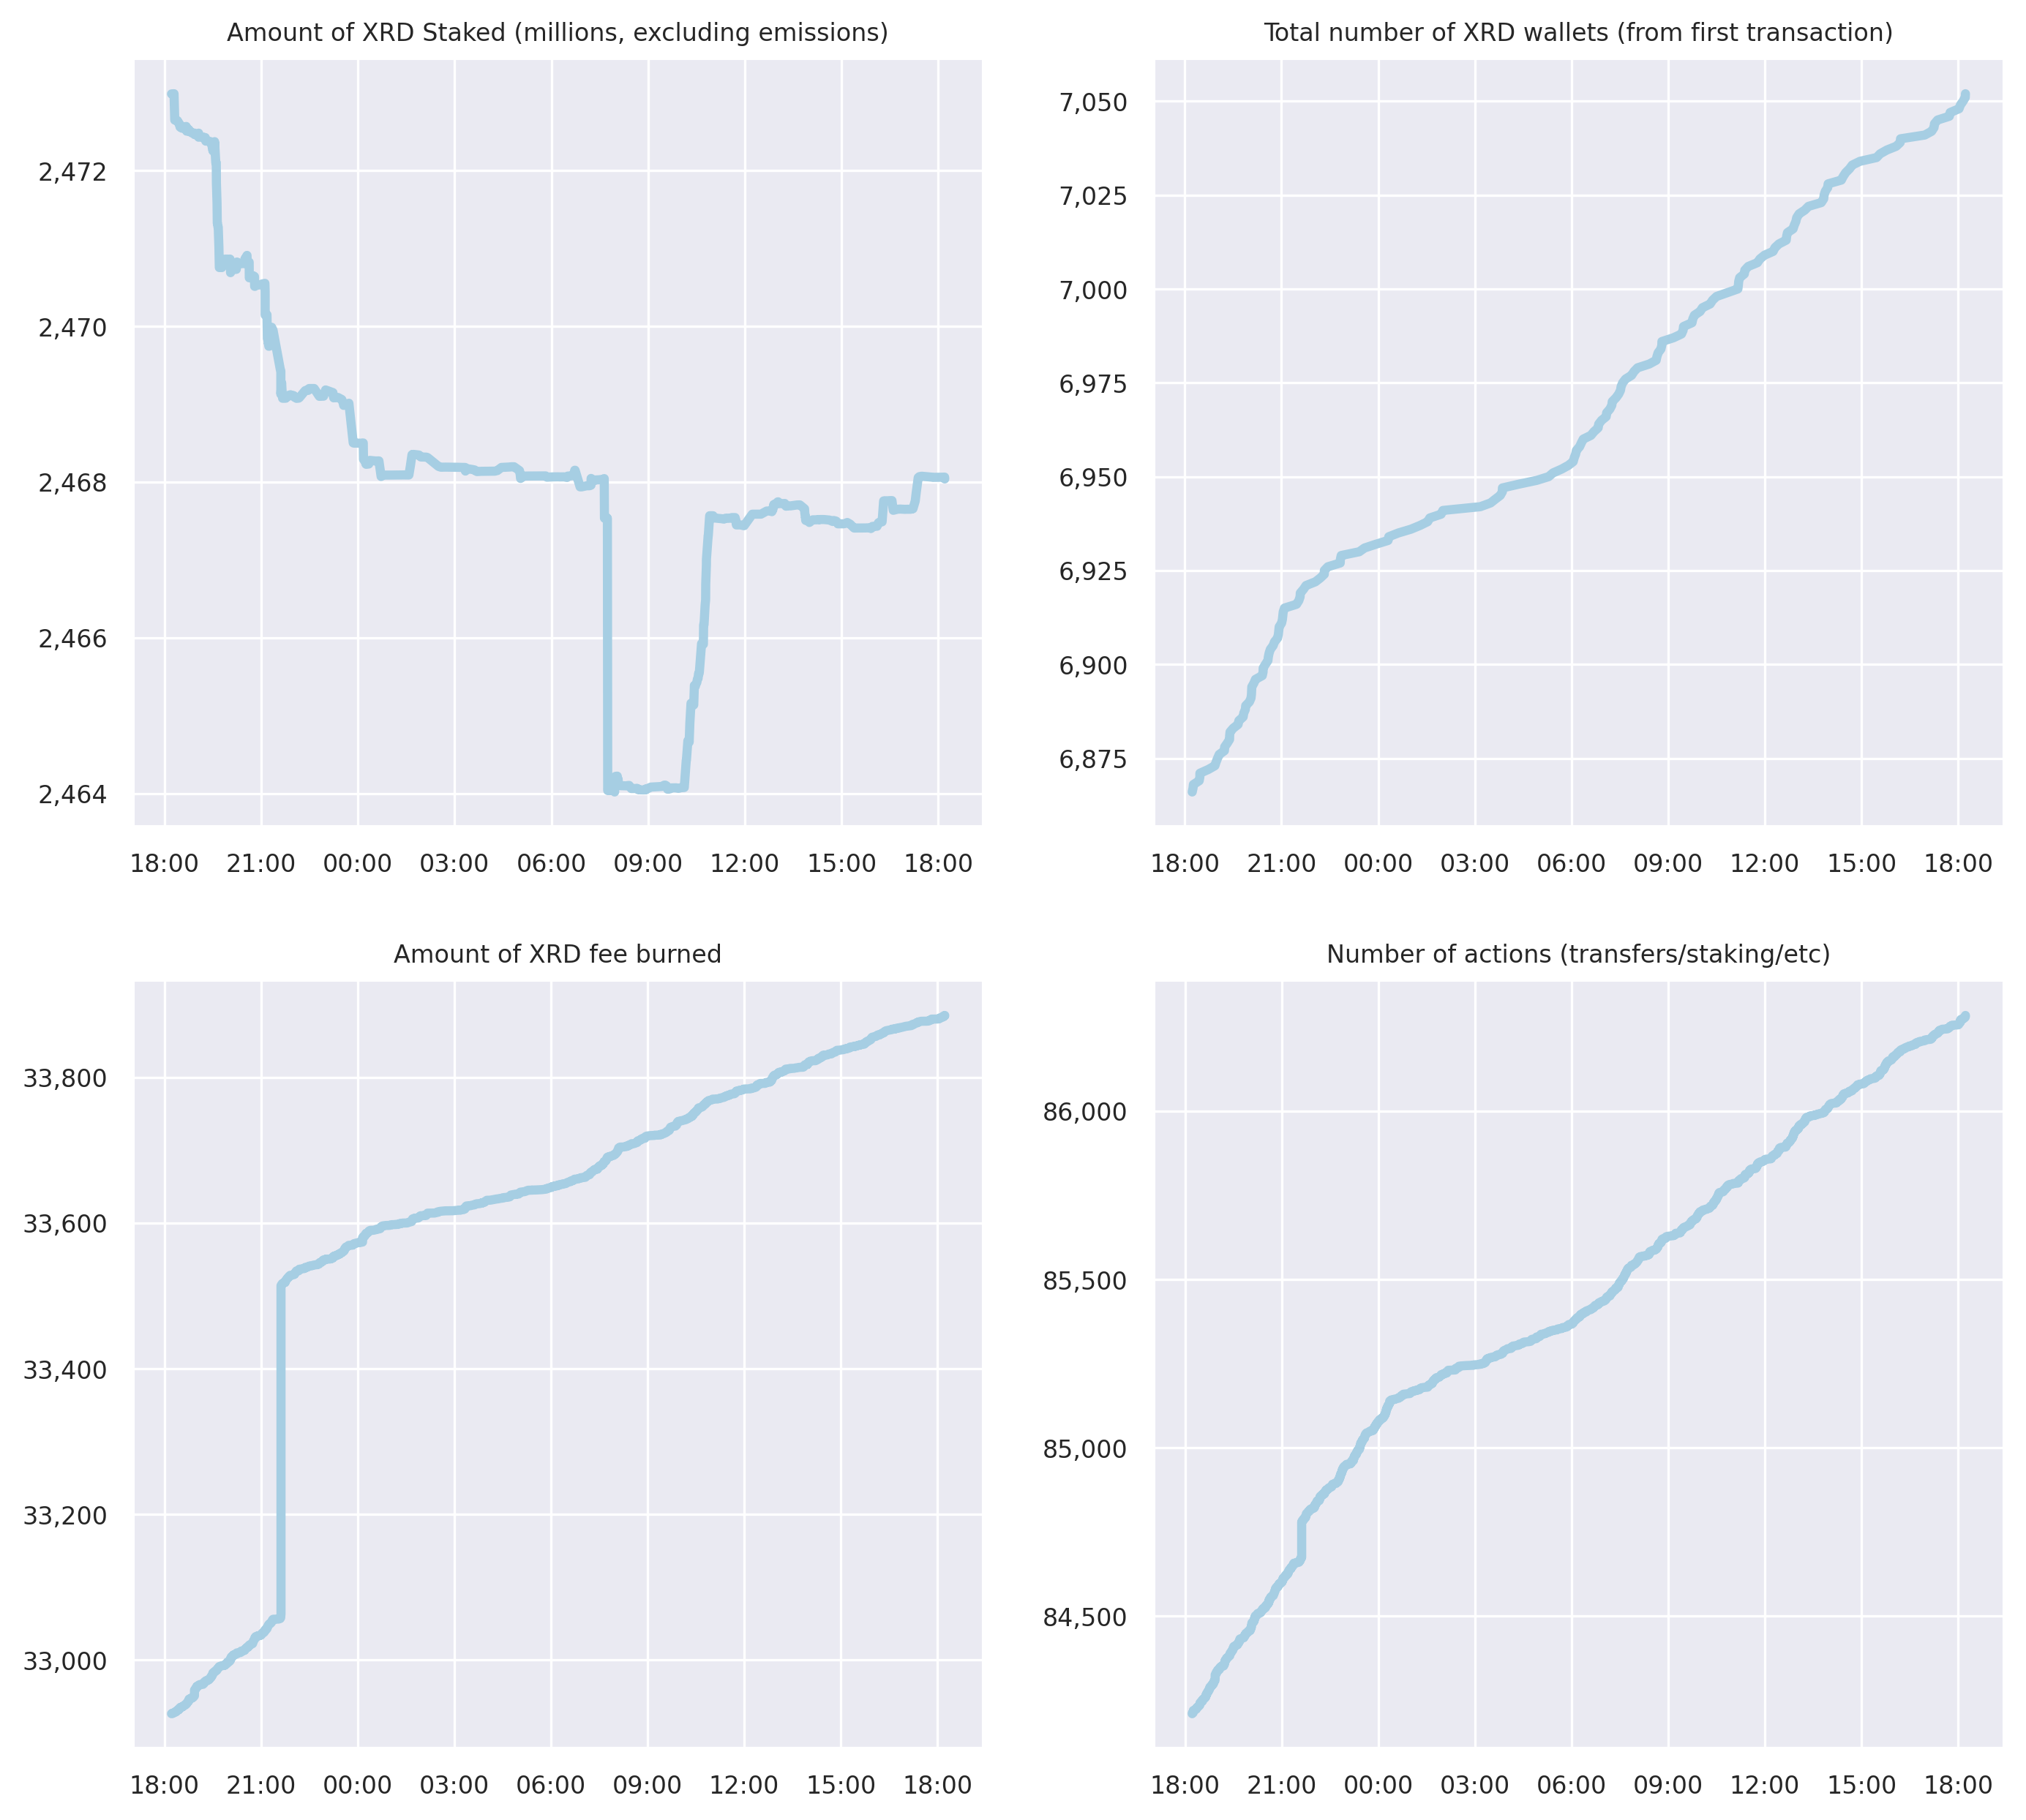 Amount of XRD Staked (millions, excluding emissions)
2,472
2,470
2,468
2,466
2,464
18:00 21:00 00:00 03:00 06:00 09:00 12:00 15:00 18:00
Total number of XRD wallets (from first transaction)
7,050
7,025
7,000
6,975
6,950
6,925
6,900
6,875
18:00 21:00 00:00 03:00 06:00 09:00 12:00 15:00 18:00
Amount of XRD fee burned
33,800
33,600
33,400
33,200
33,000
18:00 21:00 00:00 03:00 06:00 09:00 12:00 15:00 18:00
Number of actions (transfers/staking/etc)
86,000
85,500
85,000
84,500
18:00 21:00 00:00 03:00 06:00 09:00 12:00 15:00 18:00